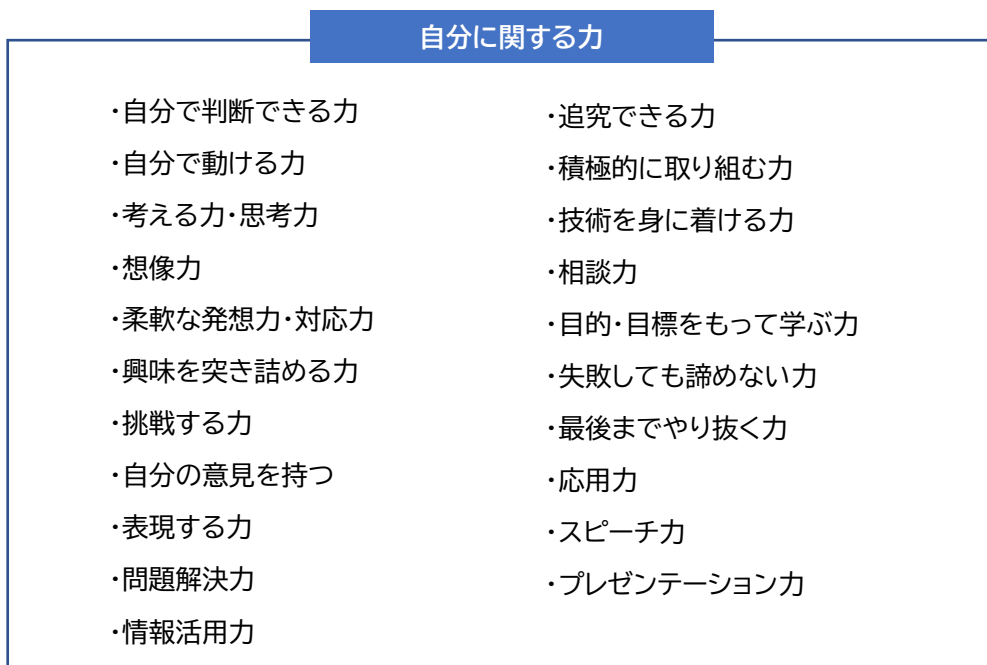 自分に関する力
・自分で判断できる力
・自分で動ける力
・考える力・思考力
・想像力
・柔軟な発想力・対応力
・興味を突き詰める力
・挑戦する力
・自分の意見を持つ
・表現する力
・問題解決力
・情報活用力
・追究できる力
・積極的に取り組む力
・技術を身に着ける力
・相談力
・目的・目標をもって学ぶ力
・失敗しても諦めない力
・最後までやり抜く力
・応用力
・スピーチ力
・プレゼンテーション力